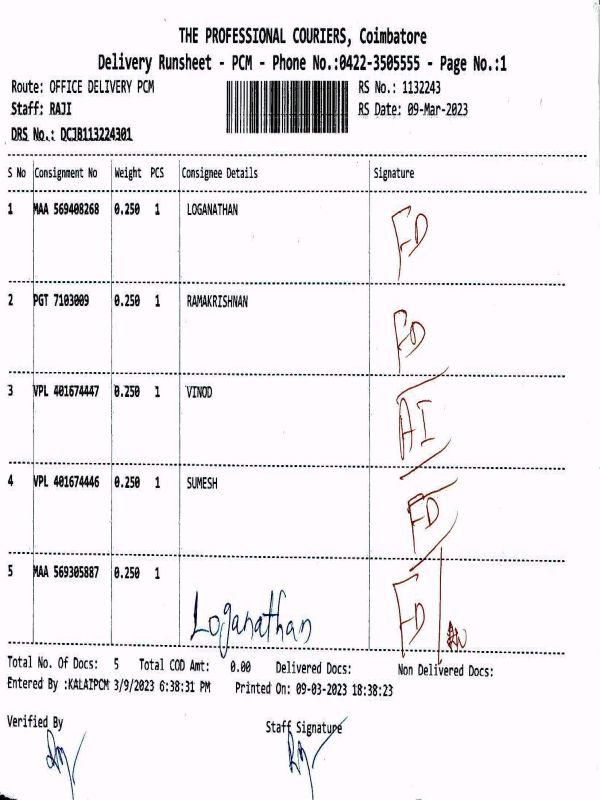 THE PROFESSIONAL COURIERS, Coimbatore
Delivery Runsheet - PCM - Phone No.:0422-3505555 - Page No.:1
Route: OFFICE DELIVERY PCM RS No.: 1132243
Staff: RAJI RS Date: 09-Mar-2023
DRS No.: DCJB113224301
S No Consignment No Weight PCS Consignee Details Signature
1 MAA 569408268 0.250 1 LOGANATHAN FD
2 PGT 7103009 0.250 1 RAMAKRISHNAN FD
3 VPL 401674447 0.250 1 VINOD AI
4 VPL 401674446 0.250 1 SUMESH FD
5 MAA 569305887 0.250 1 Loganathan FD
Total No. Of Docs: 5 Total COD Amt: 0.00 Delivered Docs: Non Delivered Docs:
Entered By :KALAIPCM 3/9/2023 6:38:31 PM Printed On: 09-03-2023 18:38:23
Verified By Staff Signature